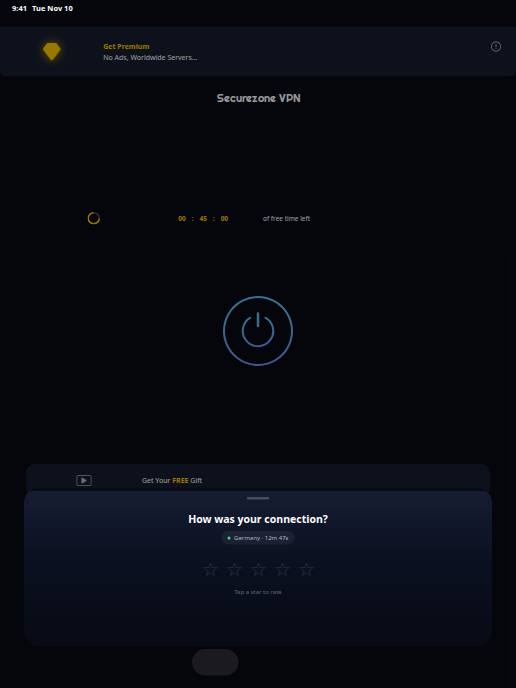 9:41 Tue Nov 10
Get Premium
No Ads, Worldwide Servers...
Securezone VPN
00 : 45 : 00 of free time left
Get Your FREE Gift
How was your connection?
Germany · 12m 47s
Tap a star to rate